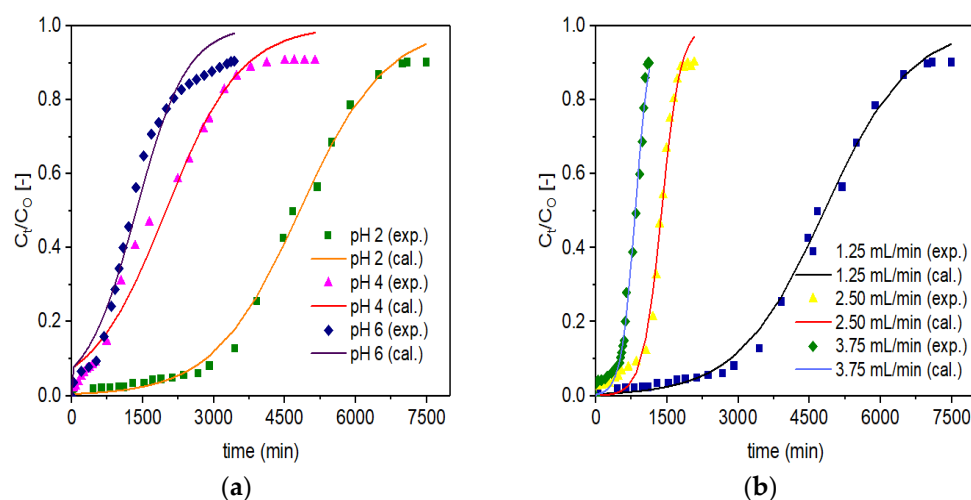 1.0
0.8
0.6
0.4
0.2
0.0
Ct/CO [-]
0 1500 3000 4500 6000 7500
time (min)
pH 2 (exp.)
pH 2 (cal.)
pH 4 (exp.)
pH 4 (cal.)
pH 6 (exp.)
pH 6 (cal.)
(a)
1.0
0.8
0.6
0.4
0.2
0.0
Ct/CO [-]
0 1500 3000 4500 6000 7500
time (min)
1.25 mL/min (exp.)
1.25 mL/min (cal.)
2.50 mL/min (exp.)
2.50 mL/min (cal.)
3.75 mL/min (exp.)
3.75 mL/min (cal.)
(b)